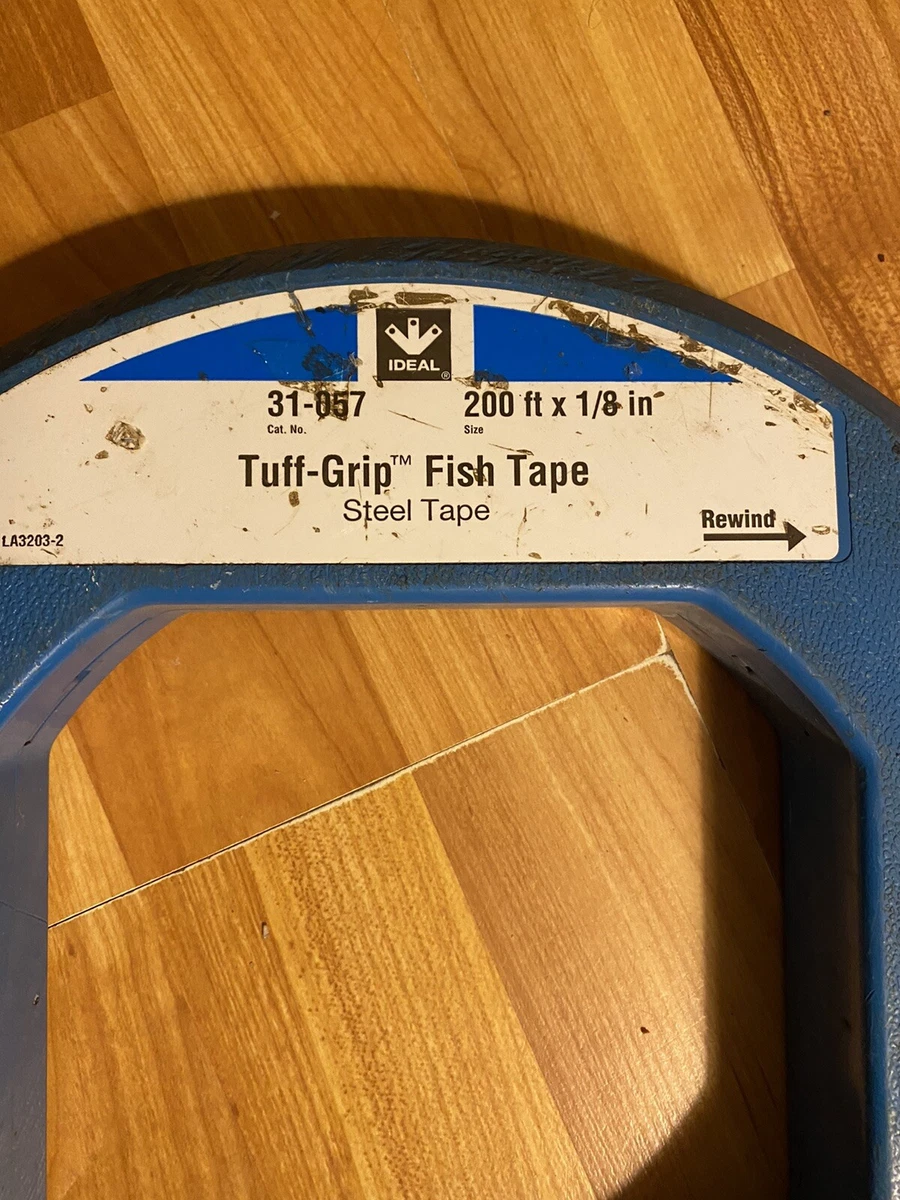 IDEAL®
31-057 200 ft x 1/8 in
Cat. No. Size
Tuff-Grip™ Fish Tape
Steel Tape
Rewind
LA3203-2